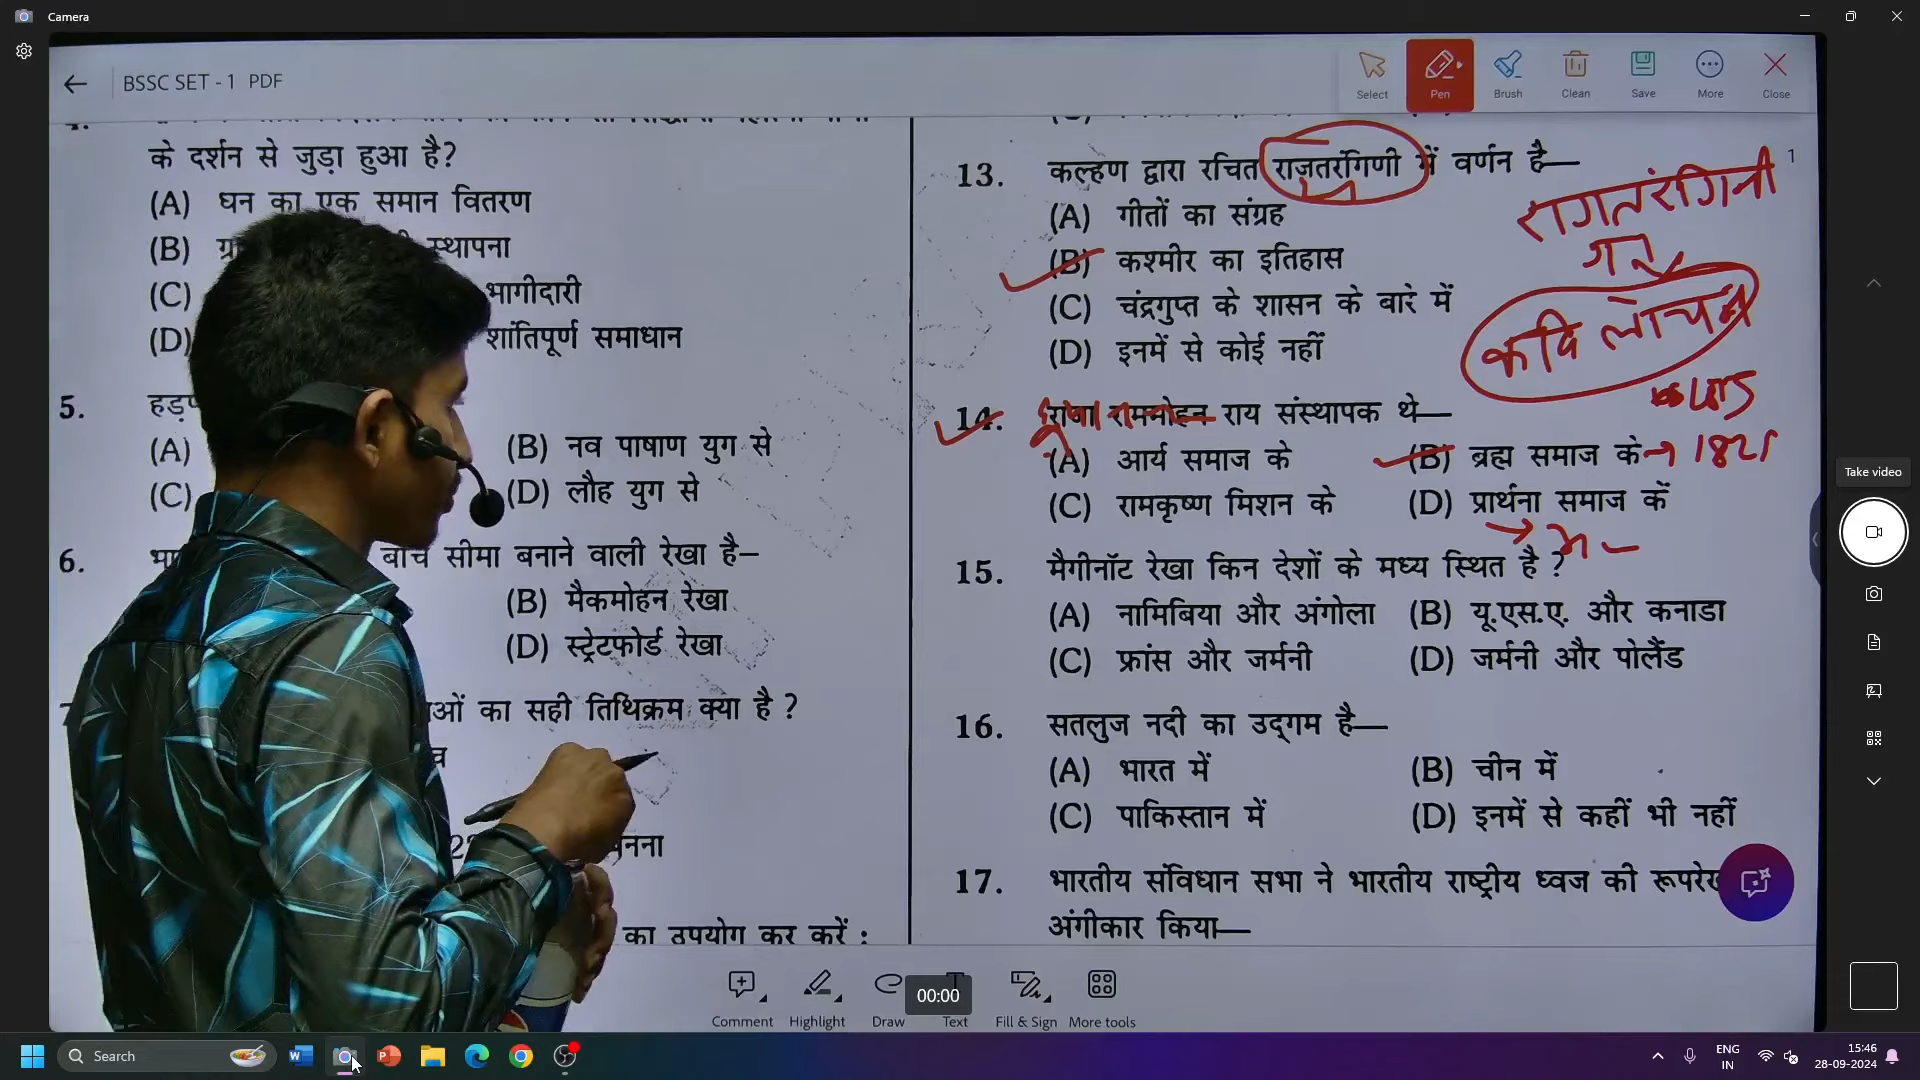 Camera
BSSC SET - 1 PDF
Select
Pen
Brush
Clean
Save
More
Close
के दर्शन से जुड़ा हुआ है?
(A) धन का एक समान वितरण
(B) स्थापना
(C) भागीदारी
(D) शांतिपूर्ण समाधान
5.
(A) (B) नव पाषाण युग से
(C) (D) लौह युग से
6. सीमा बनाने वाली रेखा है–
(B) मैकमोहन रेखा
(D) स्ट्रेटफोर्ड रेखा
का सही तिथिक्रम क्या है ?
का उपयोग कर करें :
13. कल्हण द्वारा रचित राजतरंगिणी में वर्णन है—
(A) गीतों का संग्रह
(B) कश्मीर का इतिहास
(C) चंद्रगुप्त के शासन के बारे में
(D) इनमें से कोई नहीं
14. राजा राममोहन राय संस्थापक थे—
(A) आर्य समाज के (B) ब्रह्म समाज के
(C) रामकृष्ण मिशन के (D) प्रार्थना समाज कें
15. मैगीनॉट रेखा किन देशों के मध्य स्थित है ?
(A) नामिबिया और अंगोला (B) यू.एस.ए. और कनाडा
(C) फ्रांस और जर्मनी (D) जर्मनी और पोलैंड
16. सतलुज नदी का उद्गम है—
(A) भारत में (B) चीन में
(C) पाकिस्तान में (D) इनमें से कहीं भी नहीं
17. भारतीय संविधान सभा ने भारतीय राष्ट्रीय ध्वज की
अंगीकार किया—
1
कवि
Take video
00:00
Comment
Highlight
Draw
Text
Fill & Sign
More tools
Search
ENG
IN
15:46
28-09-2024